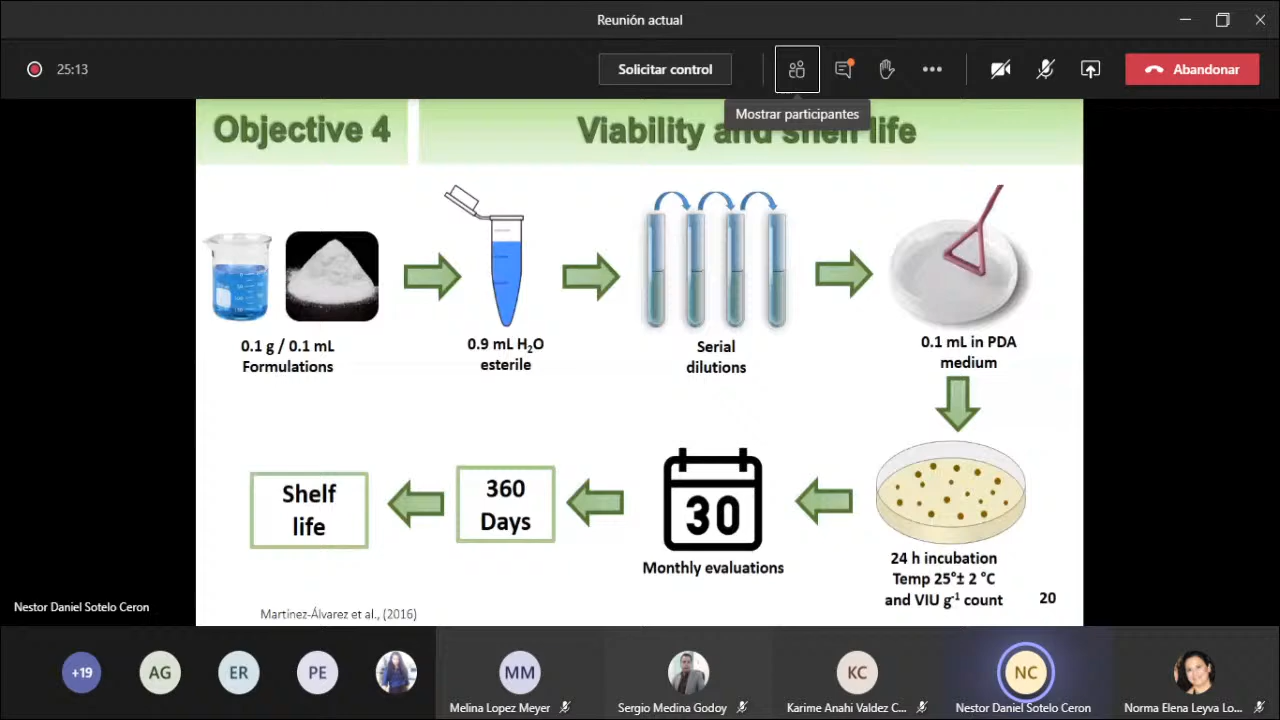 Reunión actual
25:13
Solicitar control
Abandonar
Mostrar participantes
Objective 4
Viability and shelf life
0.1 g / 0.1 mL
Formulations
0.9 mL H₂O
esterile
Serial
dilutions
0.1 mL in PDA
medium
24 h incubation
Temp 25°± 2 °C
and VIU g⁻¹ count
30
Monthly evaluations
360
Days
Shelf
life
20
Martinez-Álvarez et al., (2016)
Nestor Daniel Sotelo Ceron
+19
AG
ER
PE
MM
Melina Lopez Meyer
Sergio Medina Godoy
KC
Karime Anahi Valdez C...
NC
Nestor Daniel Sotelo Ceron
Norma Elena Leyva Lo...